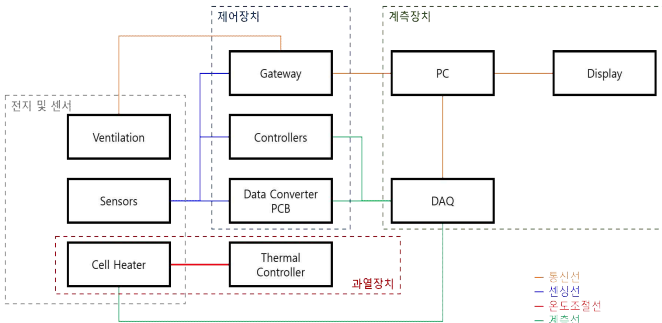 제어장치
계측장치
Gateway
PC
Display
전지 및 센서
Ventilation
Controllers
Sensors
Data Converter
PCB
DAQ
Cell Heater
Thermal
Controller
과열장치
통신선
센싱선
온도조절선
계측선